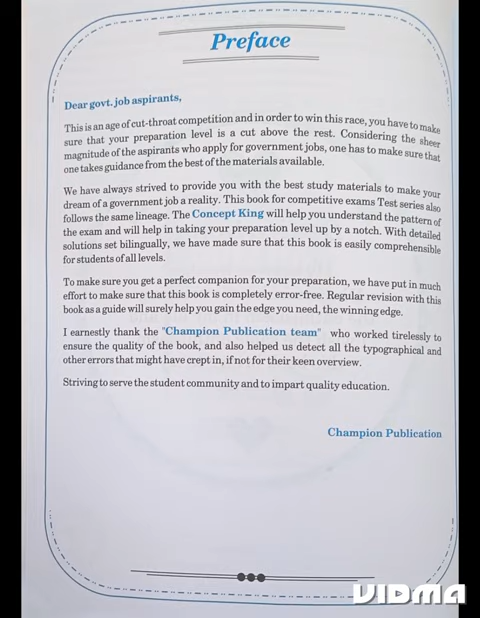 Preface
Dear govt. job aspirants,
This is an age of cut-throat competition and in order to win this race, you have to make
sure that your preparation level is a cut above the rest. Considering the sheer
magnitude of the aspirants who apply for government jobs, one has to make sure that
one takes guidance from the best of the materials available.
We have always strived to provide you with the best study materials to make your
dream of a government job a reality. This book for competitive exams Test series also
follows the same lineage. The Concept King will help you understand the pattern of
the exam and will help in taking your preparation level up by a notch. With detailed
solutions set bilingually, we have made sure that this book is easily comprehensible
for students of all levels.
To make sure you get a perfect companion for your preparation, we have put in much
effort to make sure that this book is completely error-free. Regular revision with this
book as a guide will surely help you gain the edge you need, the winning edge.
I earnestly thank the "Champion Publication team" who worked tirelessly to
ensure the quality of the book, and also helped us detect all the typographical and
other errors that might have crept in, if not for their keen overview.
Striving to serve the student community and to impart quality education.
Champion Publication
VIDMA